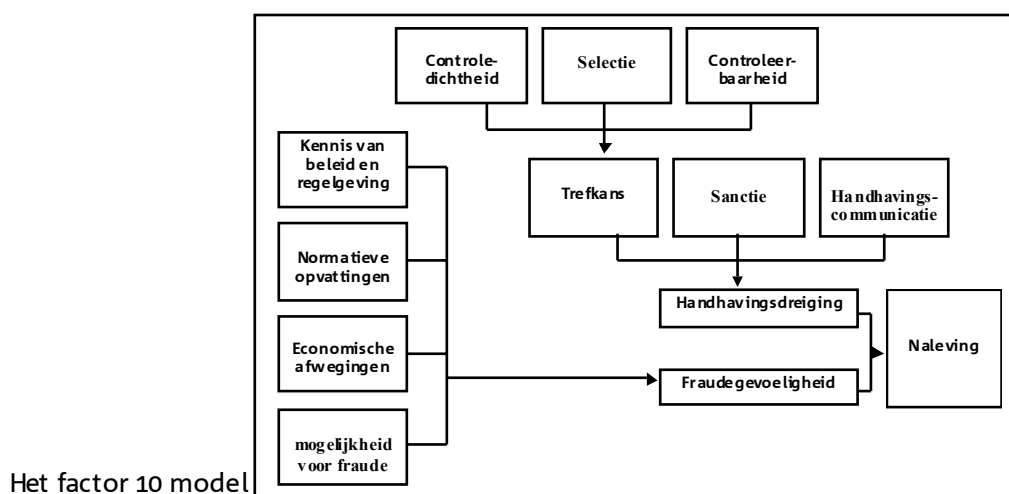 Controle-
dichtheid
Selectie
Controleer-
baarheid
Kennis van
beleid en
regelgeving
Trefkans
Sanctie
Handhavings-
communicatie
Normatieve
opvattingen
Handhavingsdreiging
Economische
afwegingen
Naleving
Fraudegevoeligheid
mogelijkheid
voor fraude
Het factor 10 model